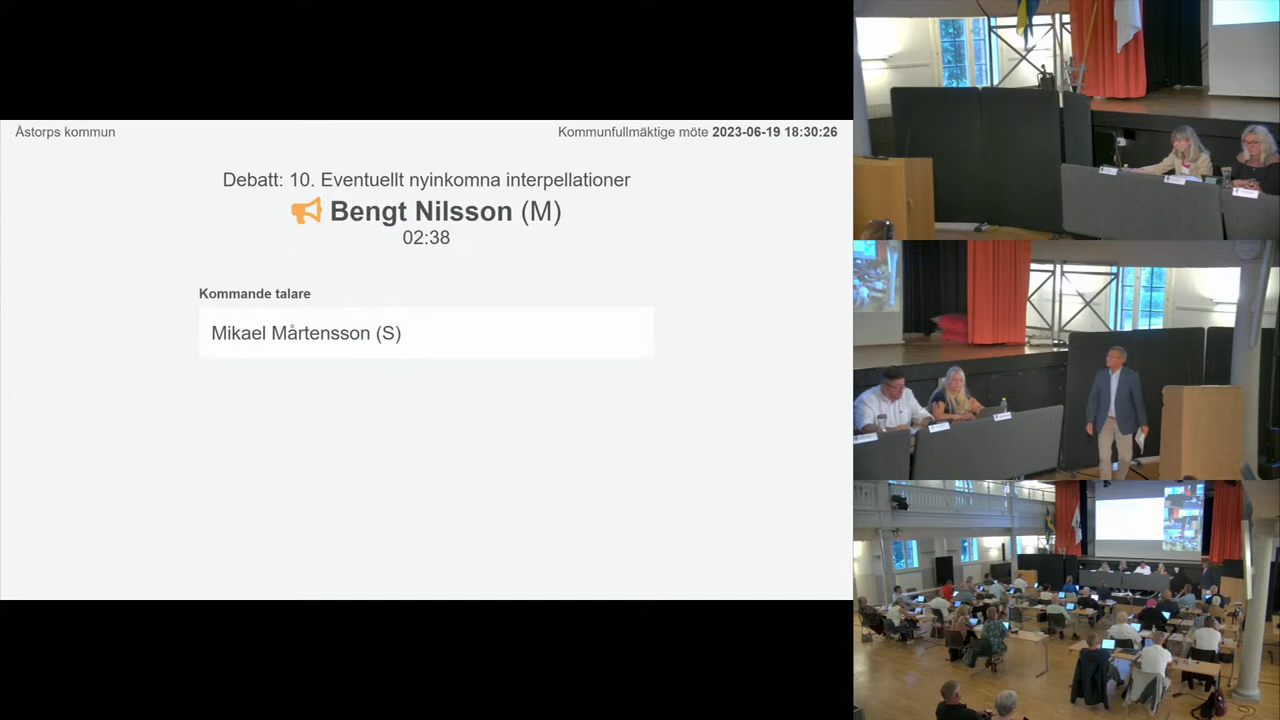 Åstorps kommun
Kommunfullmäktige möte 2023-06-19 18:30:26
Debatt: 10. Eventuellt nyinkomna interpellationer
Bengt Nilsson (M)
02:38
Kommande talare
Mikael Mårtensson (S)